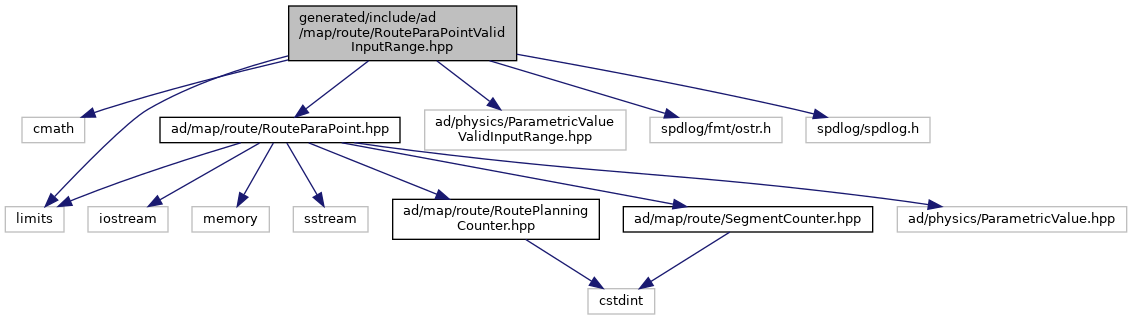 generated/include/ad
/map/route/RouteParaPointValid
InputRange.hpp
cmath
ad/map/route/RouteParaPoint.hpp
ad/physics/ParametricValue
ValidInputRange.hpp
spdlog/fmt/ostr.h
spdlog/spdlog.h
limits
iostream
memory
sstream
ad/map/route/RoutePlanning
Counter.hpp
ad/map/route/SegmentCounter.hpp
ad/physics/ParametricValue.hpp
cstdint